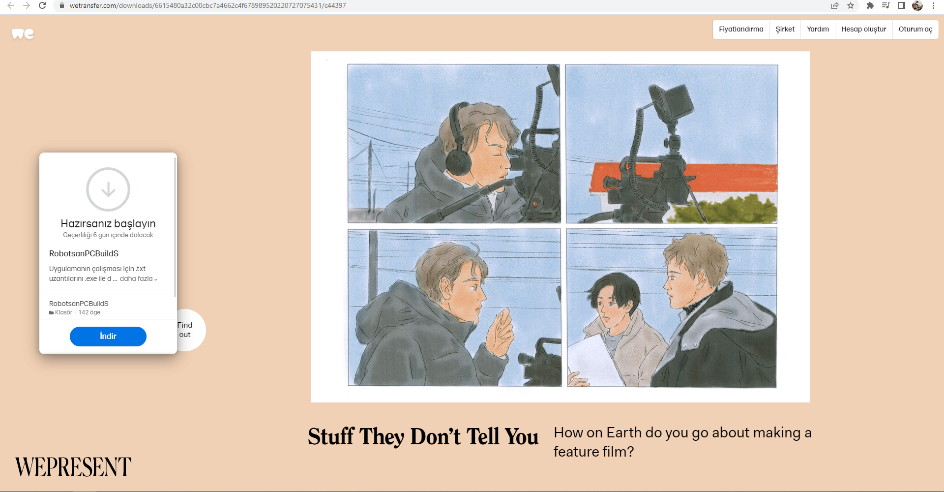 wetransfer.com/downloads/6615480a32c00cbc7a4662c4f678989520220727075431/c44397
we
Fiyatlandırma
Şirket
Yardım
Hesap oluştur
Oturum aç
Hazırsanız başlayın
Geçerliliği 6 gün içinde dolacak
RobotsanPCBuildS
Uygulamanın çalışması için .txt
uzantılarını .exe ile d ... daha fazla
RobotsanPCBuildS
Klasör - 142 öge
İndir
Find
out
Stuff They Don't Tell You
How on Earth do you go about making a
feature film?
WEPRESENT